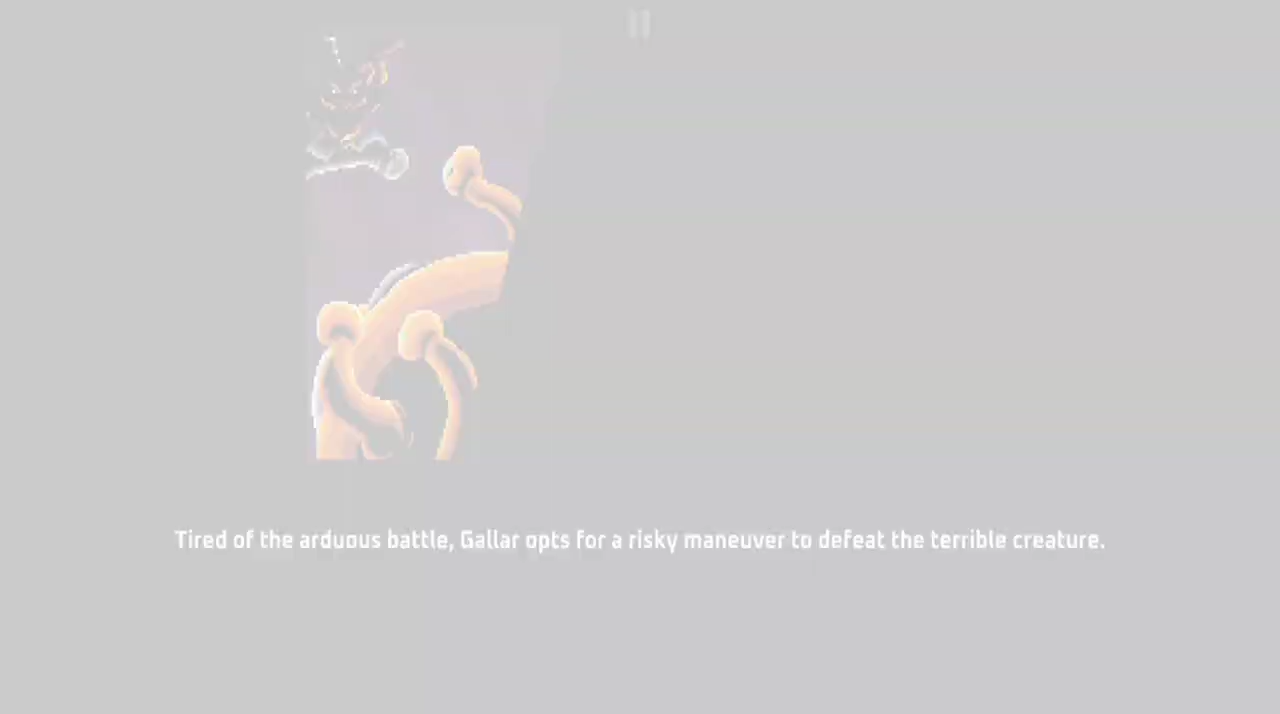 Tired of the arduous battle, Gallar opts for a risky maneuver to defeat the terrible creature.